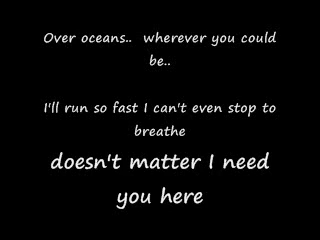 Over oceans..  wherever you could
be..
I'll run so fast I can't even stop to
breathe
doesn't matter I need
you here